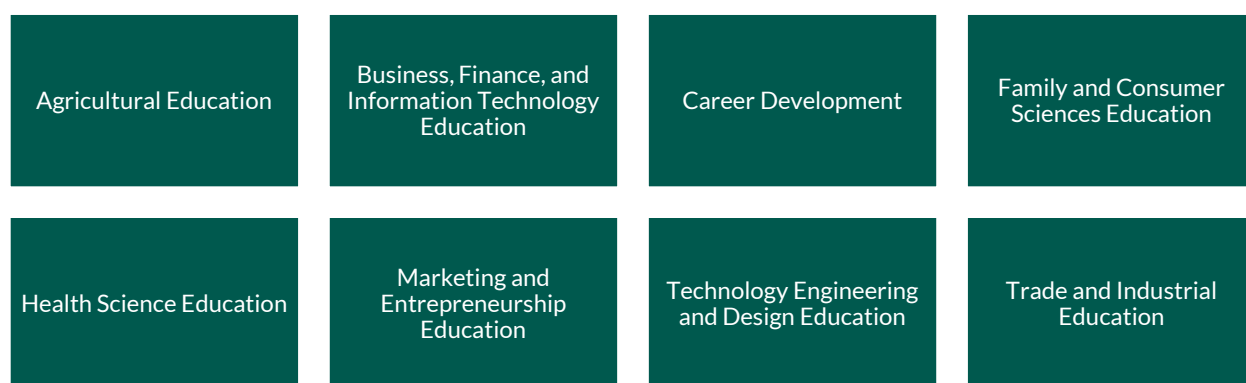 Agricultural Education
Business, Finance, and
Information Technology
Education
Career Development
Family and Consumer
Sciences Education
Health Science Education
Marketing and
Entrepreneurship
Education
Technology Engineering
and Design Education
Trade and Industrial
Education